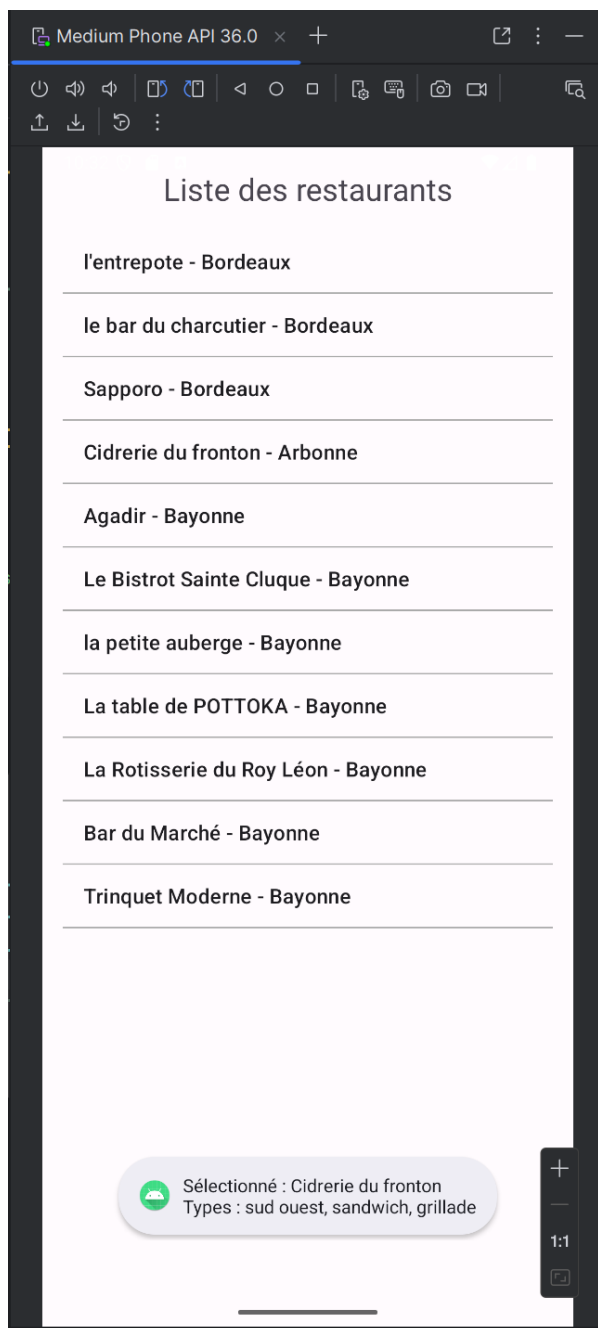 Medium Phone API 36.0
Liste des restaurants
l'entrepote - Bordeaux
le bar du charcutier - Bordeaux
Sapporo - Bordeaux
Cidrerie du fronton - Arbonne
Agadir - Bayonne
Le Bistrot Sainte Cluque - Bayonne
la petite auberge - Bayonne
La table de POTTOKA - Bayonne
La Rotisserie du Roy Léon - Bayonne
Bar du Marché - Bayonne
Trinquet Moderne - Bayonne
Sélectionné : Cidrerie du fronton
Types : sud ouest, sandwich, grillade
1:1